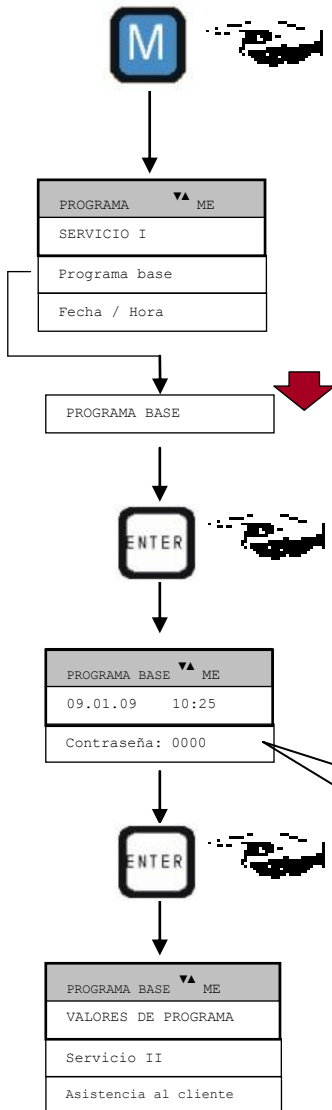 M
PROGRAMA ▼▲ ME
SERVICIO I
Programa base
Fecha / Hora
PROGRAMA BASE
ENTER
PROGRAMA BASE ▼▲ ME
09.01.09 10:25
Contraseña: 0000
ENTER
PROGRAMA BASE ▼▲ ME
VALORES DE PROGRAMA
Servicio II
Asistencia al cliente